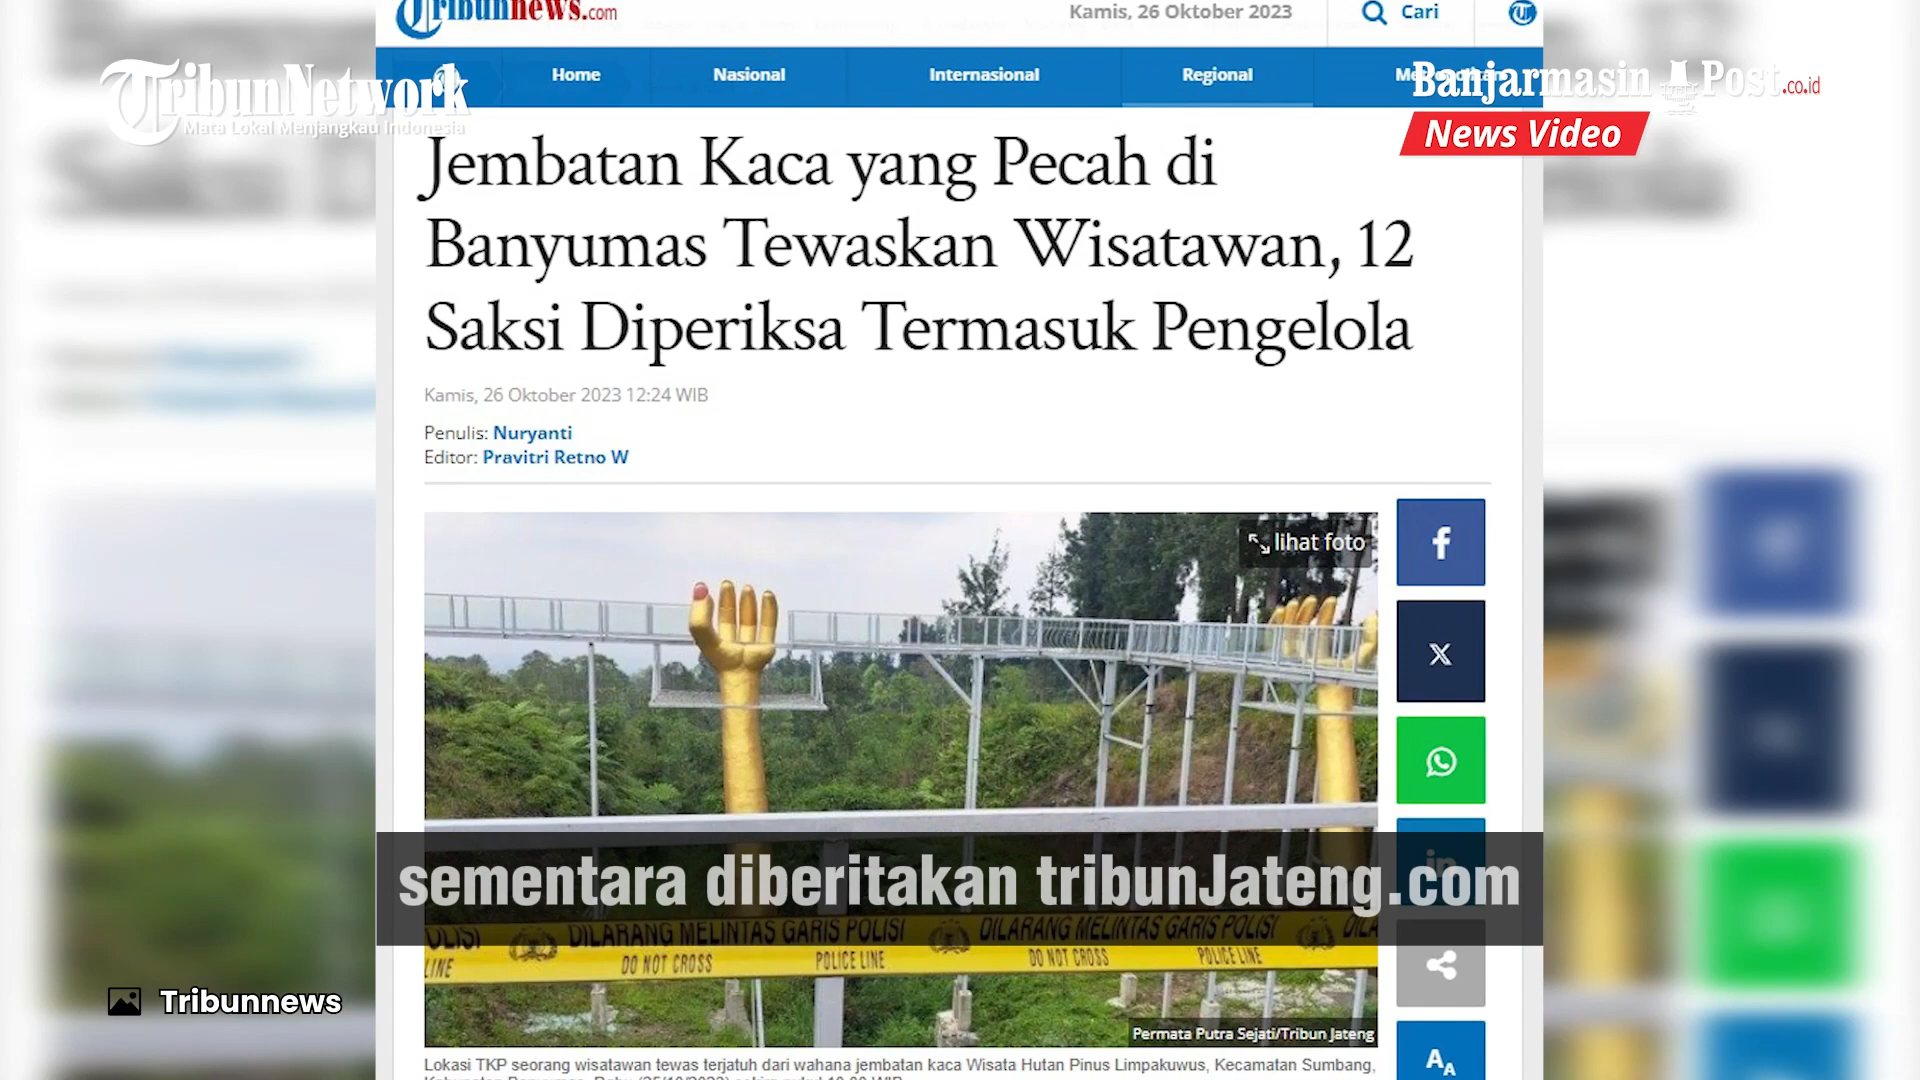 Tribunnews.com
Kamis, 26 Oktober 2023
Cari
Home
Nasional
Internasional
Regional
TribunNetwork
Mata Lokal Menjangkau Indonesia
Banjarmasin Post.co.id
News Video
Jembatan Kaca yang Pecah di
Banyumas Tewaskan Wisatawan, 12
Saksi Diperiksa Termasuk Pengelola
Kamis, 26 Oktober 2023 12:24 WIB
Penulis: Nuryanti
Editor: Pravitri Retno W
lihat foto
sementara diberitakan tribunJateng.com
DILARANG MELINTAS GARIS POLISI
LINE DO NOT CROSS POLICE LINE DO NOT CROSS POLICE LINE
Tribunnews
Permata Putra Sejati/Tribun Jateng
Lokasi TKP seorang wisatawan tewas terjatuh dari wahana jembatan kaca Wisata Hutan Pinus Limpakuwus, Kecamatan Sumbang,